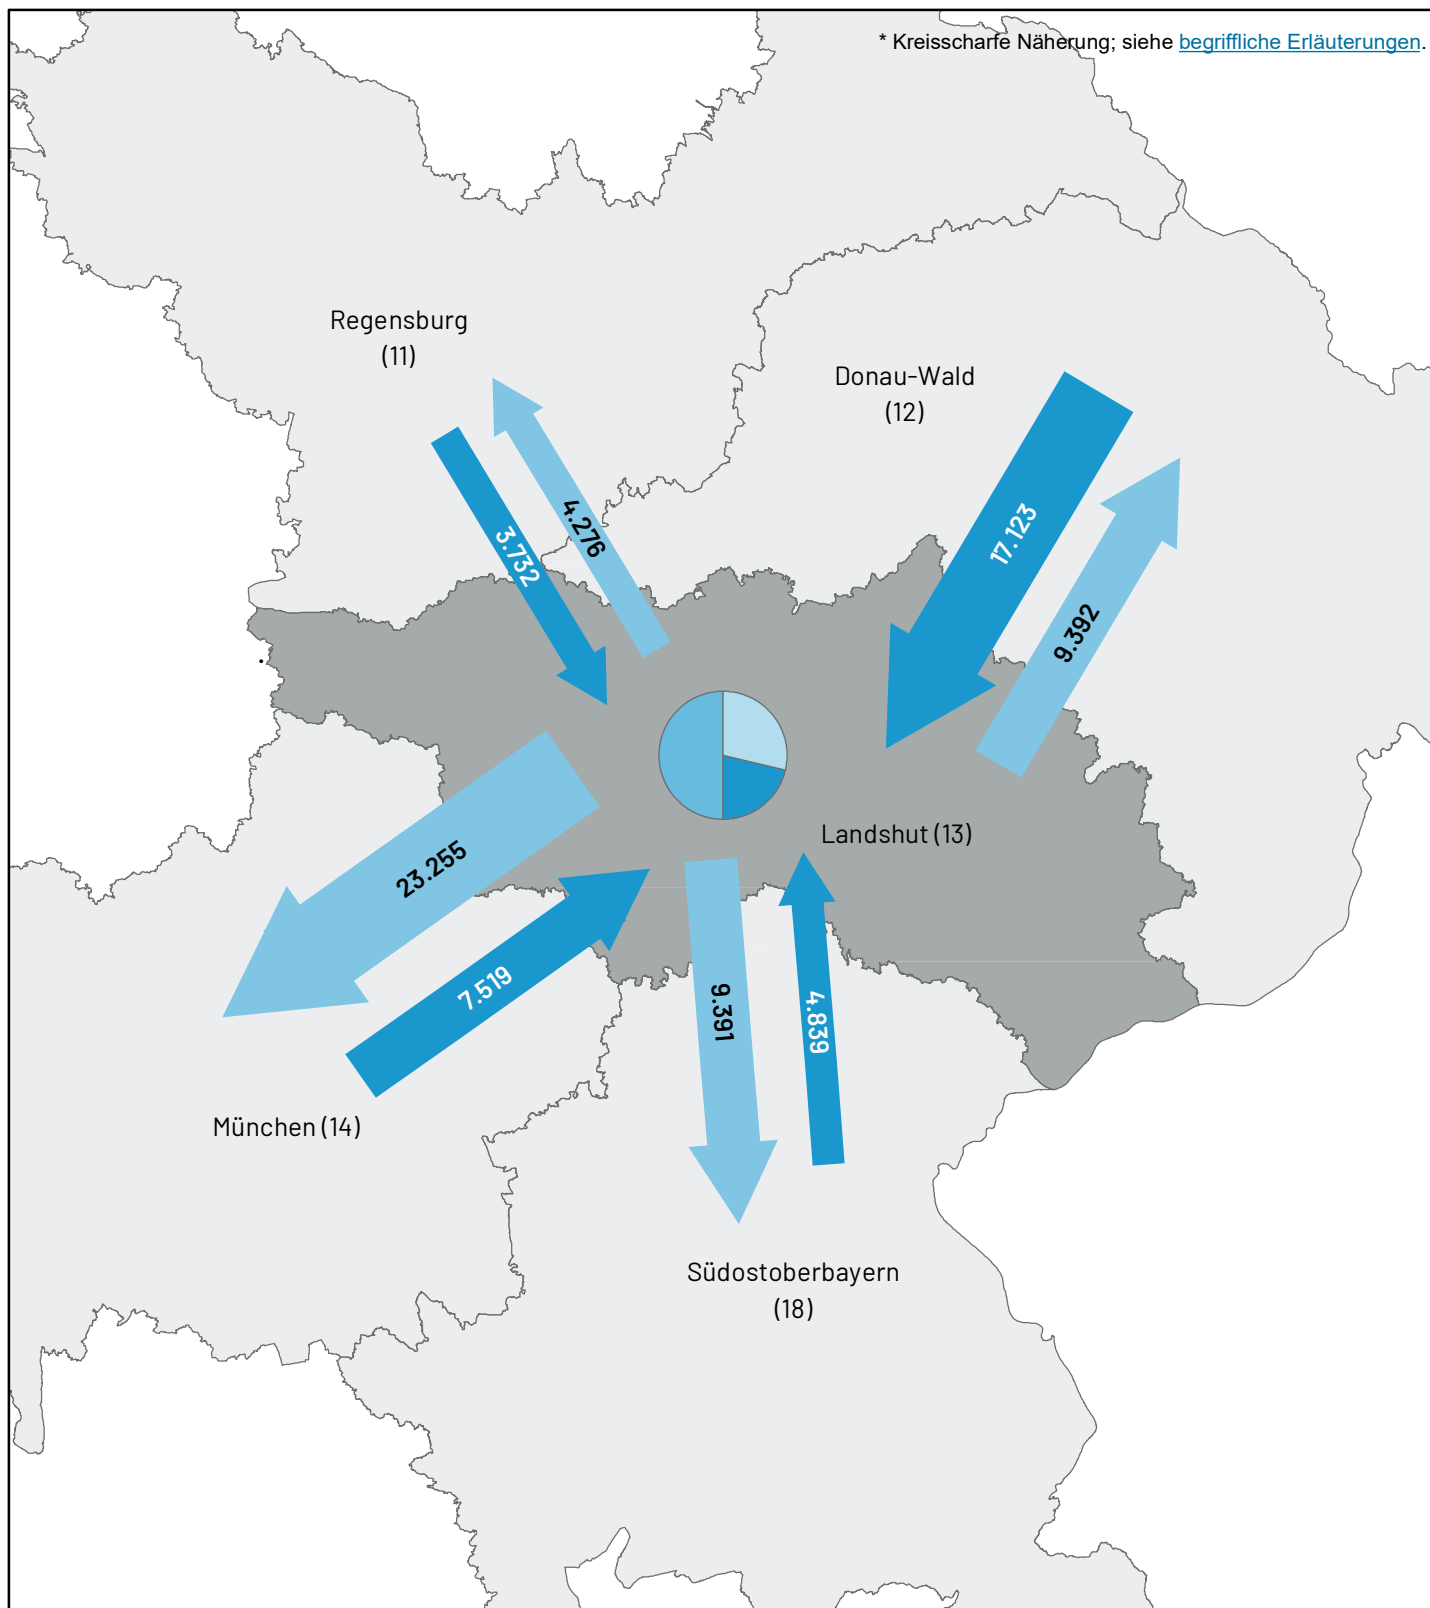 * Kreisscharfe Näherung; siehe begriffliche Erläuterungen.
Regensburg
(11)
Donau-Wald
(12)
4.276
3.732
17.123
9.392
Landshut (13)
23.255
7.519
9.391
4.839
München (14)
Südostoberbayern
(18)